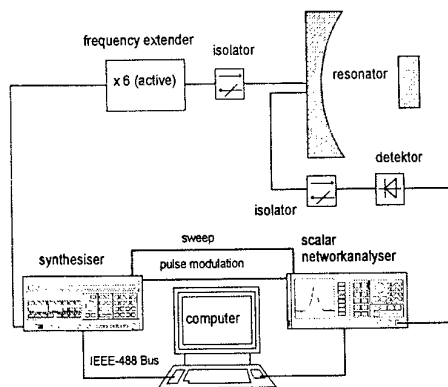 frequency extender
isolator
x 6 (active)
resonator
detektor
isolator
synthesiser
sweep
pulse modulation
scalar
networkanalyser
computer
IEEE-488 Bus